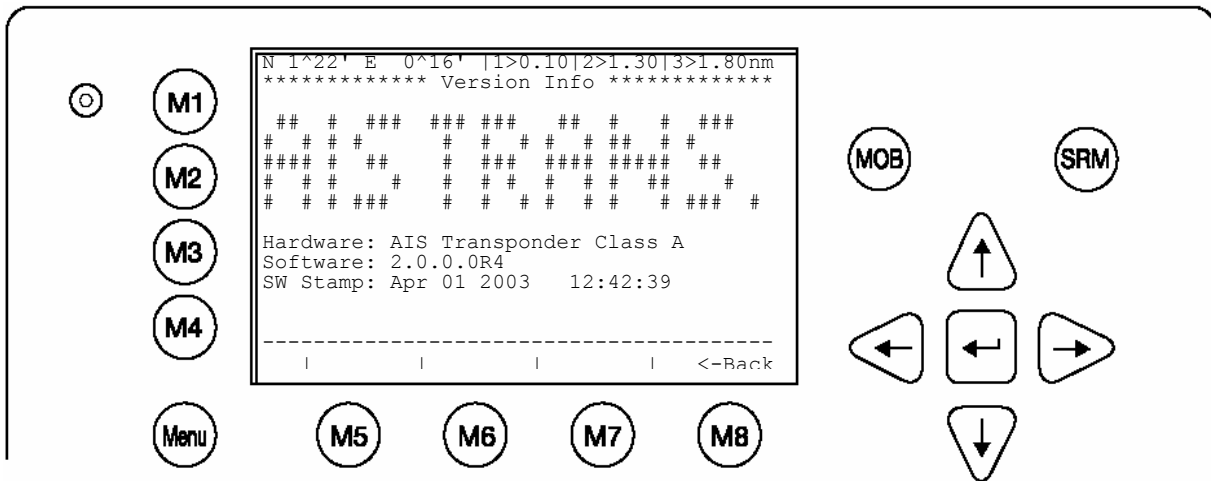 N 1^22' E  0^16' |1>0.10|2>1.30|3>1.80nm
************* Version Info *************
AIS TRANS.
Hardware: AIS Transponder Class A
Software: 2.0.0.0R4
SW Stamp: Apr 01 2003   12:42:39
----------------------------------------
|        |        |        |   <-Back
M1
M2
M3
M4
Menu
M5
M6
M7
M8
MOB
SRM